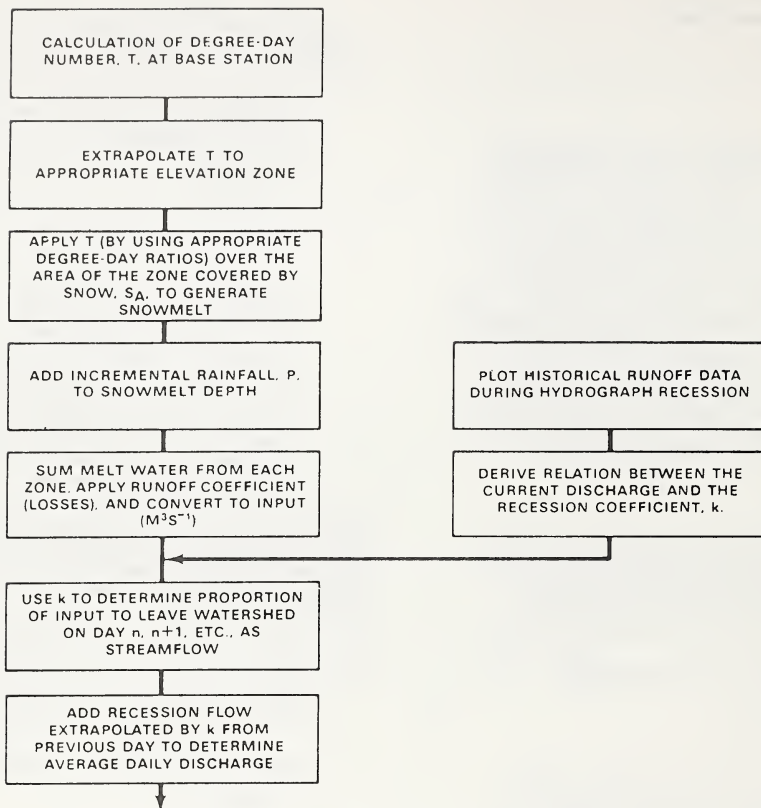 CALCULATION OF DEGREE-DAY
NUMBER, T, AT BASE STATION
EXTRAPOLATE T TO
APPROPRIATE ELEVATION ZONE
APPLY T (BY USING APPROPRIATE
DEGREE-DAY RATIOS) OVER THE
AREA OF THE ZONE COVERED BY
SNOW, SA, TO GENERATE
SNOWMELT
ADD INCREMENTAL RAINFALL, P,
TO SNOWMELT DEPTH
SUM MELT WATER FROM EACH
ZONE, APPLY RUNOFF COEFFICIENT
(LOSSES), AND CONVERT TO INPUT
(M³S⁻¹)
PLOT HISTORICAL RUNOFF DATA
DURING HYDROGRAPH RECESSION
DERIVE RELATION BETWEEN THE
CURRENT DISCHARGE AND THE
RECESSION COEFFICIENT, k.
USE k TO DETERMINE PROPORTION
OF INPUT TO LEAVE WATERSHED
ON DAY n, n+1, ETC., AS
STREAMFLOW
ADD RECESSION FLOW
EXTRAPOLATED BY k FROM
PREVIOUS DAY TO DETERMINE
AVERAGE DAILY DISCHARGE